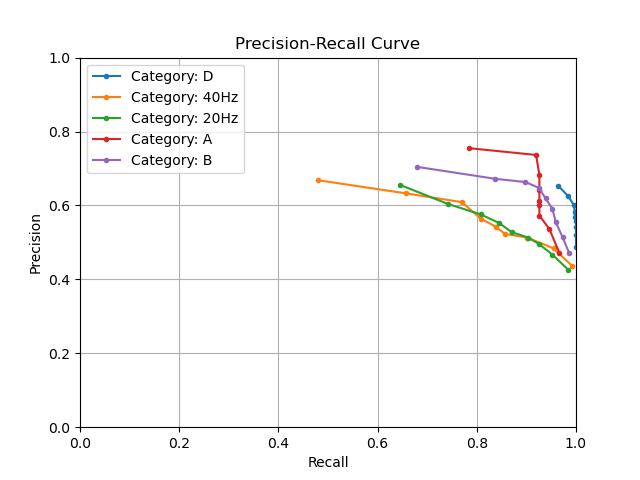 Precision-Recall Curve
1.0
0.8
0.6
0.4
0.2
0.0
Precision
Category: D
Category: 40Hz
Category: 20Hz
Category: A
Category: B
0.0 0.2 0.4 0.6 0.8 1.0
Recall